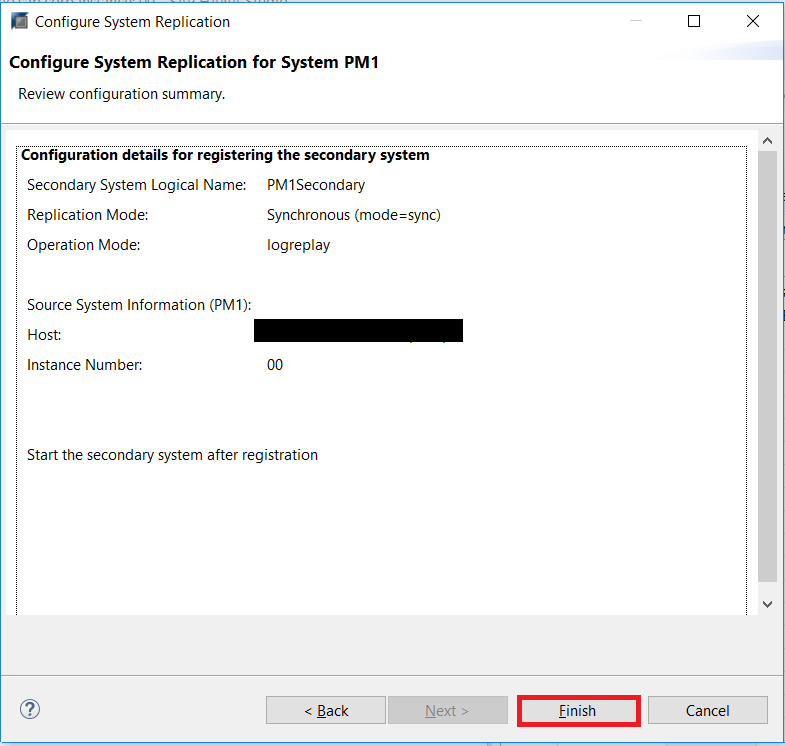 Configure System Replication
Configure System Replication for System PM1
Review configuration summary.
Configuration details for registering the secondary system
Secondary System Logical Name: PM1Secondary
Replication Mode: Synchronous (mode=sync)
Operation Mode: logreplay
Source System Information (PM1):
Host:
Instance Number: 00
Start the secondary system after registration
? < Back Next > Finish Cancel